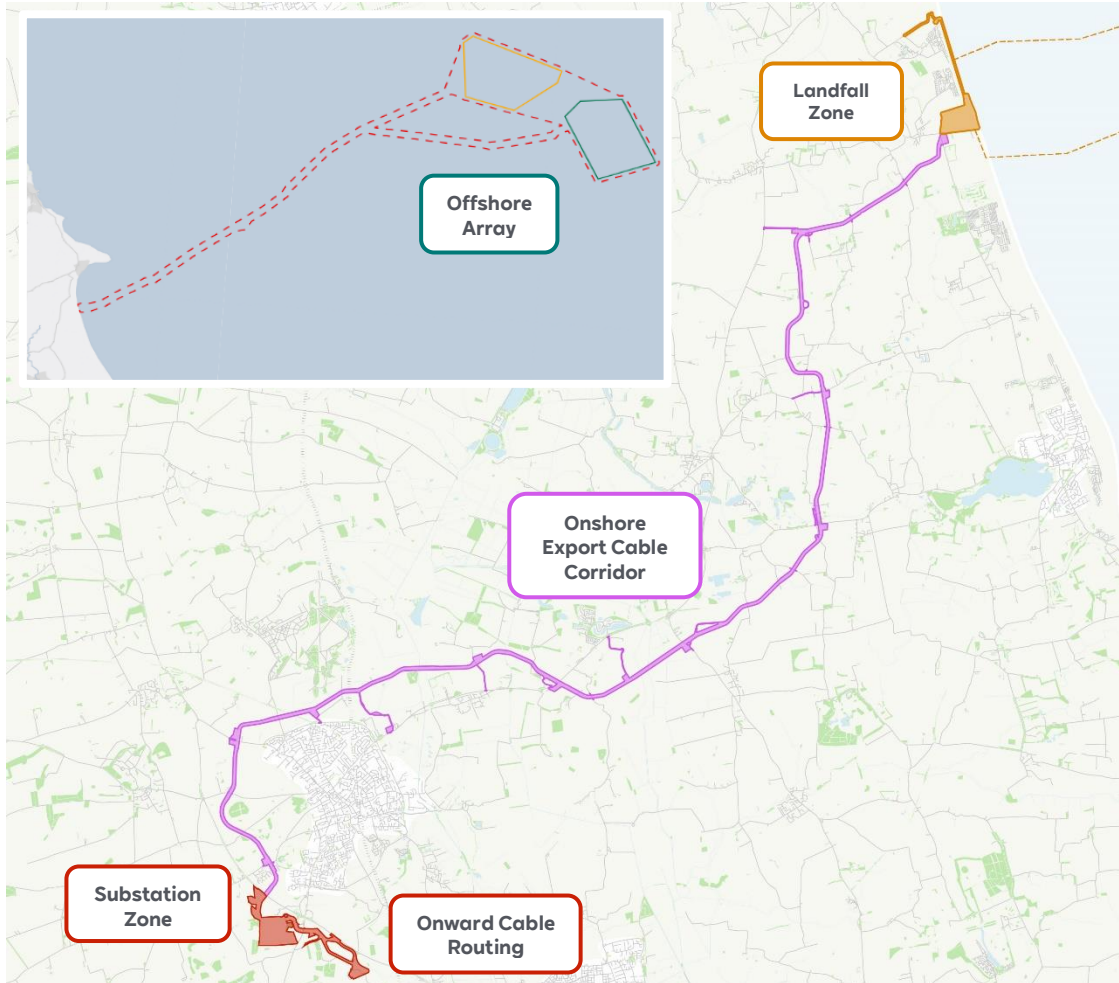 Landfall
Zone
Offshore
Array
Onshore
Export Cable
Corridor
Substation
Zone
Onward Cable
Routing